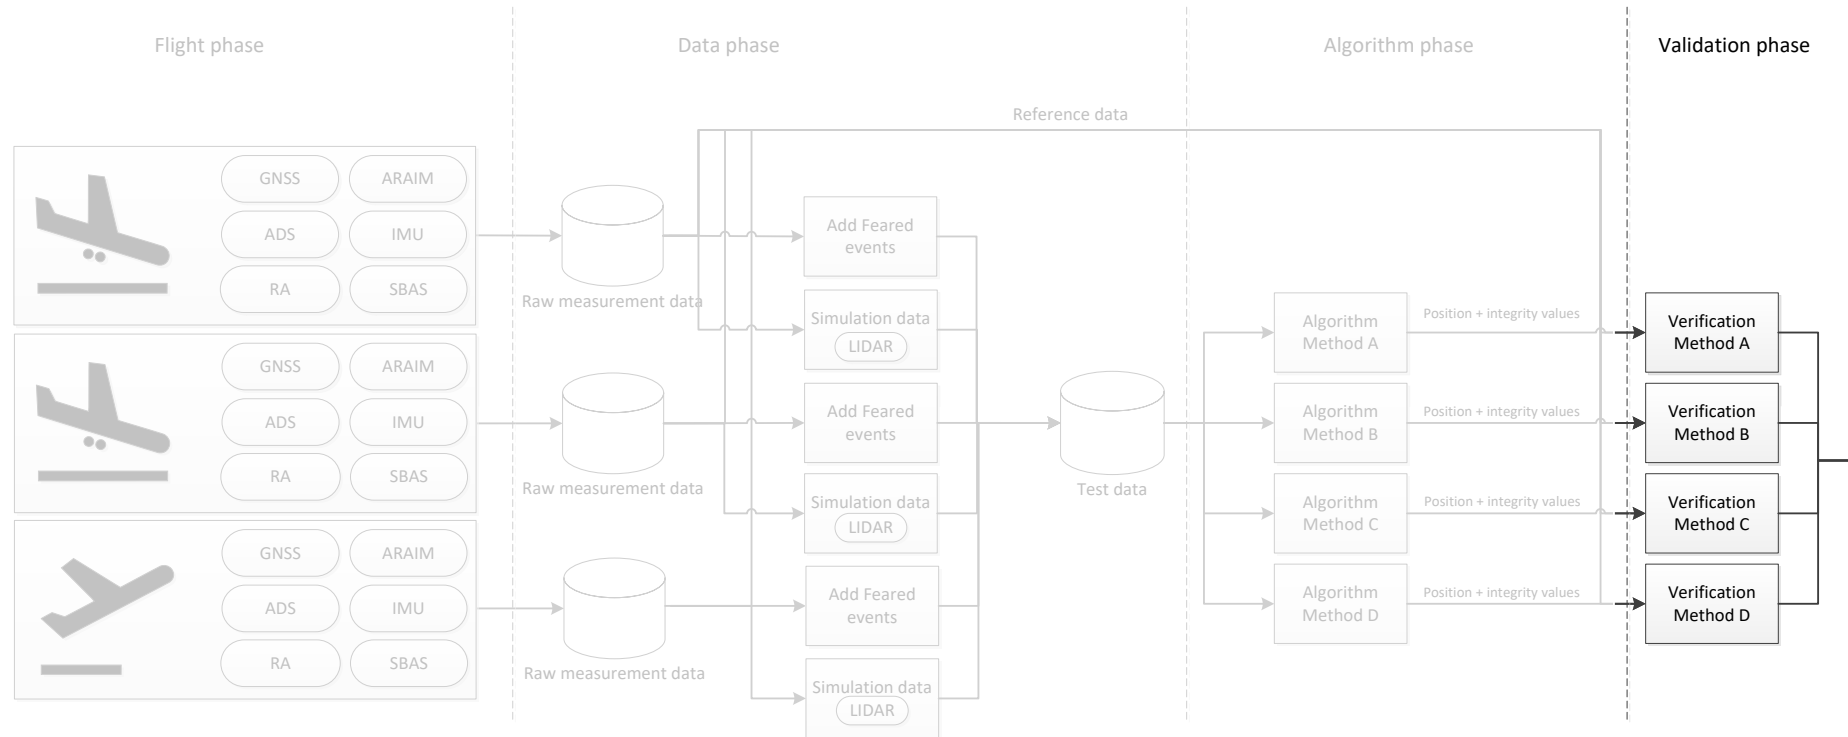 Flight phase
Data phase
Algorithm phase
Validation phase
Reference data
GNSS
ARAIM
ADS
IMU
RA
SBAS
Raw measurement data
Add Feared
events
Simulation data
LIDAR
GNSS
ARAIM
ADS
IMU
RA
SBAS
Raw measurement data
Add Feared
events
Simulation data
LIDAR
GNSS
ARAIM
ADS
IMU
RA
SBAS
Raw measurement data
Add Feared
events
Simulation data
LIDAR
Test data
Algorithm
Method A
Position + integrity values
Verification
Method A
Algorithm
Method B
Position + integrity values
Verification
Method B
Algorithm
Method C
Position + integrity values
Verification
Method C
Algorithm
Method D
Position + integrity values
Verification
Method D